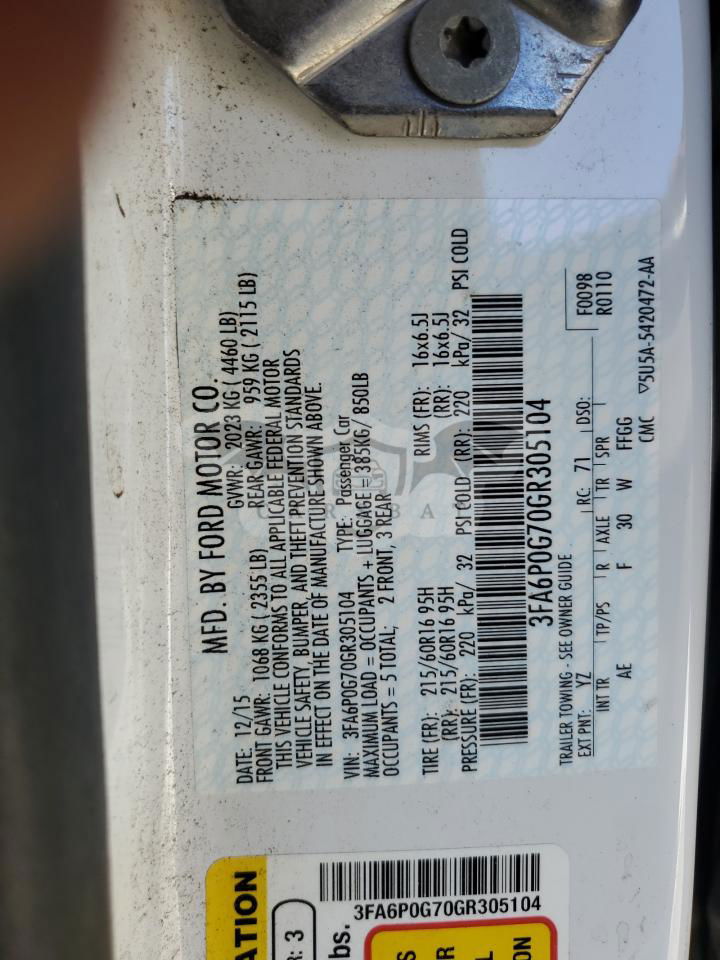 MFD. BY FORD MOTOR CO.
DATE: 12/15 GVWR: 2023 KG ( 4460 LB)
FRONT GAWR: 1068 KG ( 2355 LB) REAR GAWR: 959 KG ( 2115 LB)
THIS VEHICLE CONFORMS TO ALL APPLICABLE FEDERAL MOTOR
VEHICLE SAFETY, BUMPER, AND THEFT PREVENTION STANDARDS
IN EFFECT ON THE DATE OF MANUFACTURE SHOWN ABOVE.
VIN: 3FA6P0G70GR305104 TYPE: Passenger Car
MAXIMUM LOAD = OCCUPANTS + LUGGAGE = 385KG/ 850LB
OCCUPANTS = 5 TOTAL; 2 FRONT, 3 REAR
TIRE (FR): 215/60R16 95H RIMS (FR): 16x6.5J
(RR): 215/60R16 95H (RR): 16x6.5J
PRESSURE (FR): 220 kPa/ 32 PSI COLD (RR): 220 kPa/ 32 PSI COLD
3FA6P0G70GR305104
TRAILER TOWING - SEE OWNER GUIDE
EXT PNT: YZ RC: 71 DSO: F0098
R0110
INT TR TP/PS R AXLE TR SPR
AE F 30 W FFGG
CMC ▽5U5A-5420472-AA
ATION
R: 3
bs.
3FA6P0G70GR305104